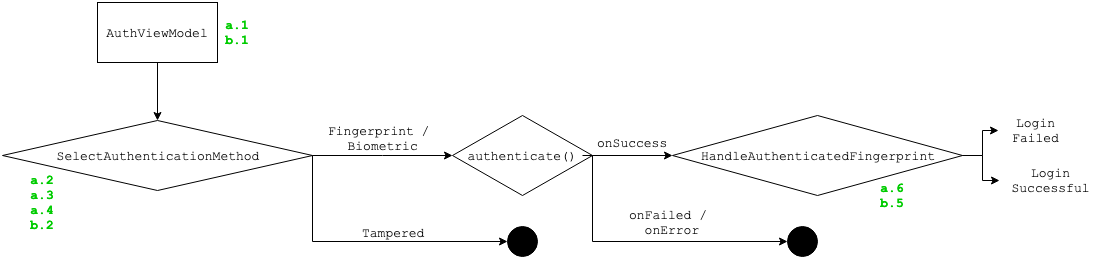 AuthViewModel
a.1
b.1
SelectAuthenticationMethod
a.2
a.3
a.4
b.2
Fingerprint /
Biometric
Tampered
authenticate()
onSuccess
onFailed /
onError
HandleAuthenticatedFingerprint
a.6
b.5
Login
Failed
Login
Successful